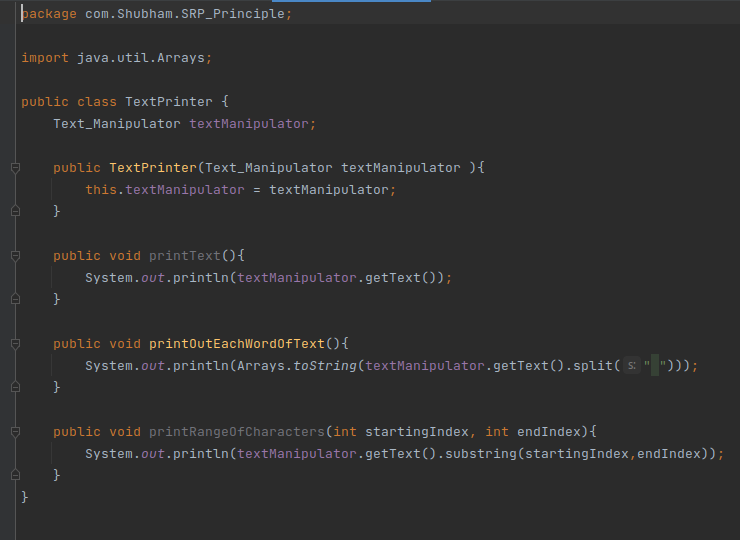 package com.Shubham.SRP_Principle;
import java.util.Arrays;
public class TextPrinter {
    Text_Manipulator textManipulator;
    public TextPrinter(Text_Manipulator textManipulator ){
        this.textManipulator = textManipulator;
    }
    public void printText(){
        System.out.println(textManipulator.getText());
    }
    public void printOutEachWordOfText(){
        System.out.println(Arrays.toString(textManipulator.getText().split( s: " ")));
    }
    public void printRangeOfCharacters(int startingIndex, int endIndex){
        System.out.println(textManipulator.getText().substring(startingIndex,endIndex));
    }
}